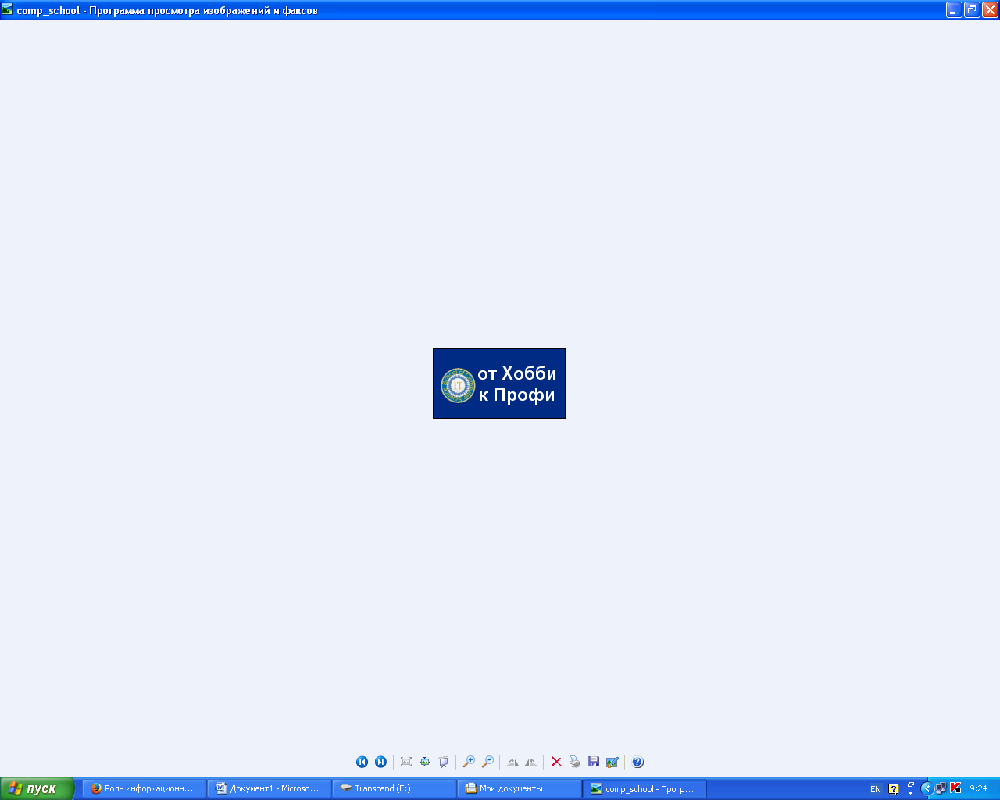 comp_school - Программа просмотра изображений и факсов
IT
от Хобби
к Профи
пуск
Роль информационн...
Документ1 - Microso...
Transcend (F:)
Мои документы
comp_school - Прогр...
EN
9:24